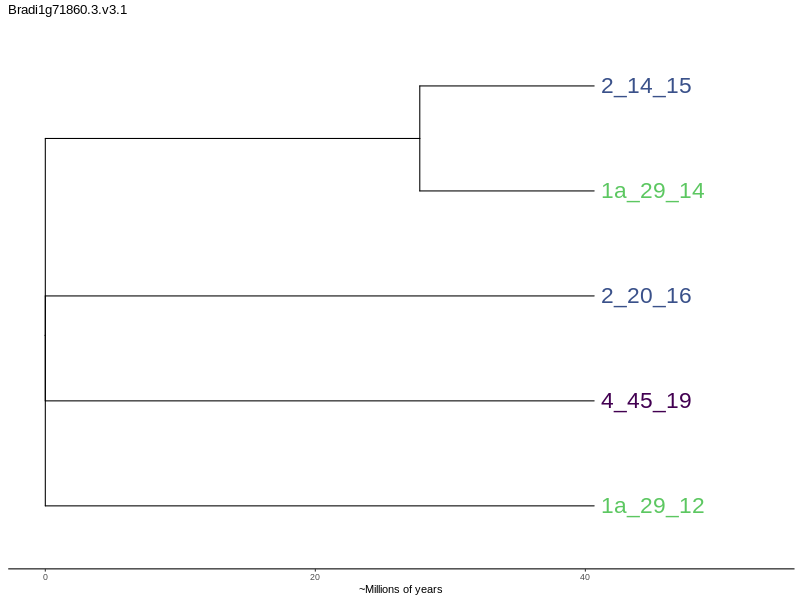 Bradi1g71860.3.v3.1
2_14_15
1a_29_14
2_20_16
4_45_19
1a_29_12
0 20 40
~Millions of years